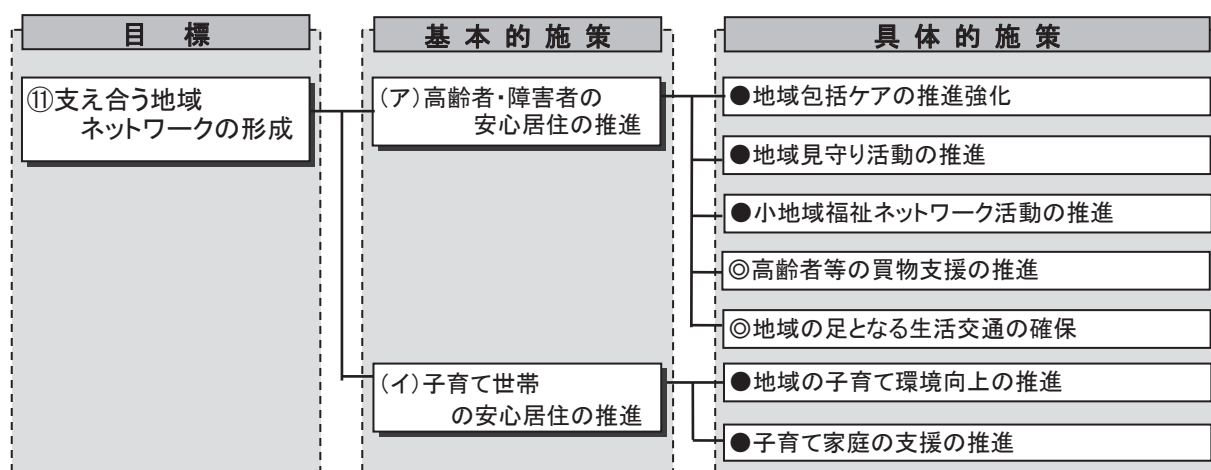 目 標
基 本 的 施 策
具 体 的 施 策
⑪支え合う地域
ネットワークの形成
(ア)高齢者・障害者の
安心居住の推進
●地域包括ケアの推進強化
●地域見守り活動の推進
●小地域福祉ネットワーク活動の推進
◎高齢者等の買物支援の推進
◎地域の足となる生活交通の確保
(イ)子育て世帯
の安心居住の推進
●地域の子育て環境向上の推進
●子育て家庭の支援の推進